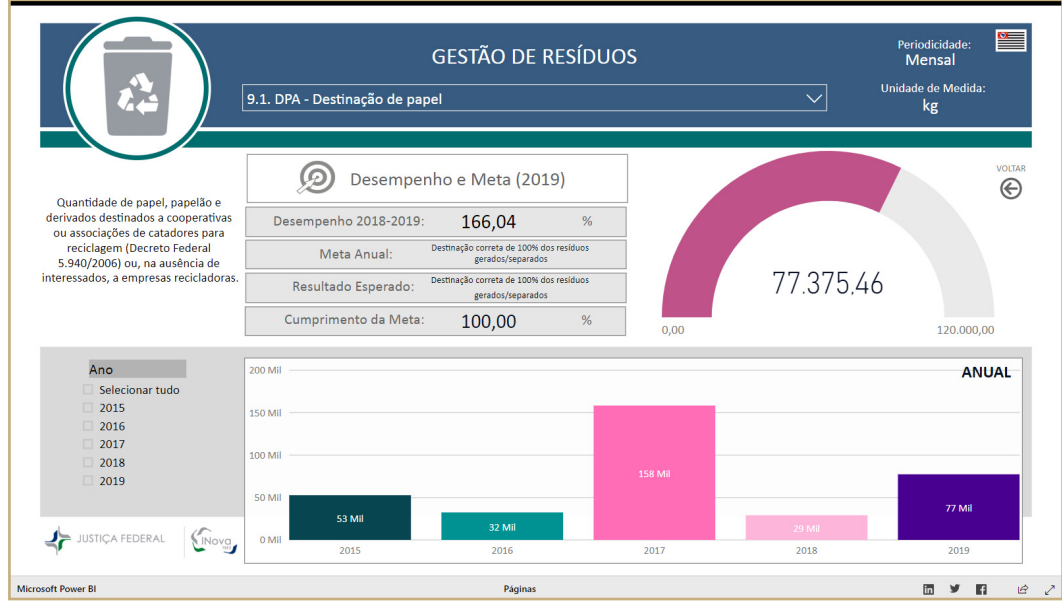 GESTÃO DE RESÍDUOS
Periodicidade:
Mensal
9.1. DPA - Destinação de papel
Unidade de Medida:
kg
Quantidade de papel, papelão e
derivados destinados a cooperativas
ou associações de catadores para
reciclagem (Decreto Federal
5.940/2006) ou, na ausência de
interessados, a empresas recicladoras.
Desempenho e Meta (2019)
Desempenho 2018-2019: 166,04 %
Meta Anual: Destinação correta de 100% dos resíduos
gerados/separados
Resultado Esperado: Destinação correta de 100% dos resíduos
gerados/separados
Cumprimento da Meta: 100,00 %
VOLTAR
77.375,46
0,00 120.000,00
Ano
Selecionar tudo
2015
2016
2017
2018
2019
ANUAL
200 Mil
150 Mil
100 Mil
50 Mil
0 Mil
53 Mil
32 Mil
158 Mil
29 Mil
77 Mil
2015 2016 2017 2018 2019
JUSTIÇA FEDERAL
iNova
Microsoft Power BI
Páginas